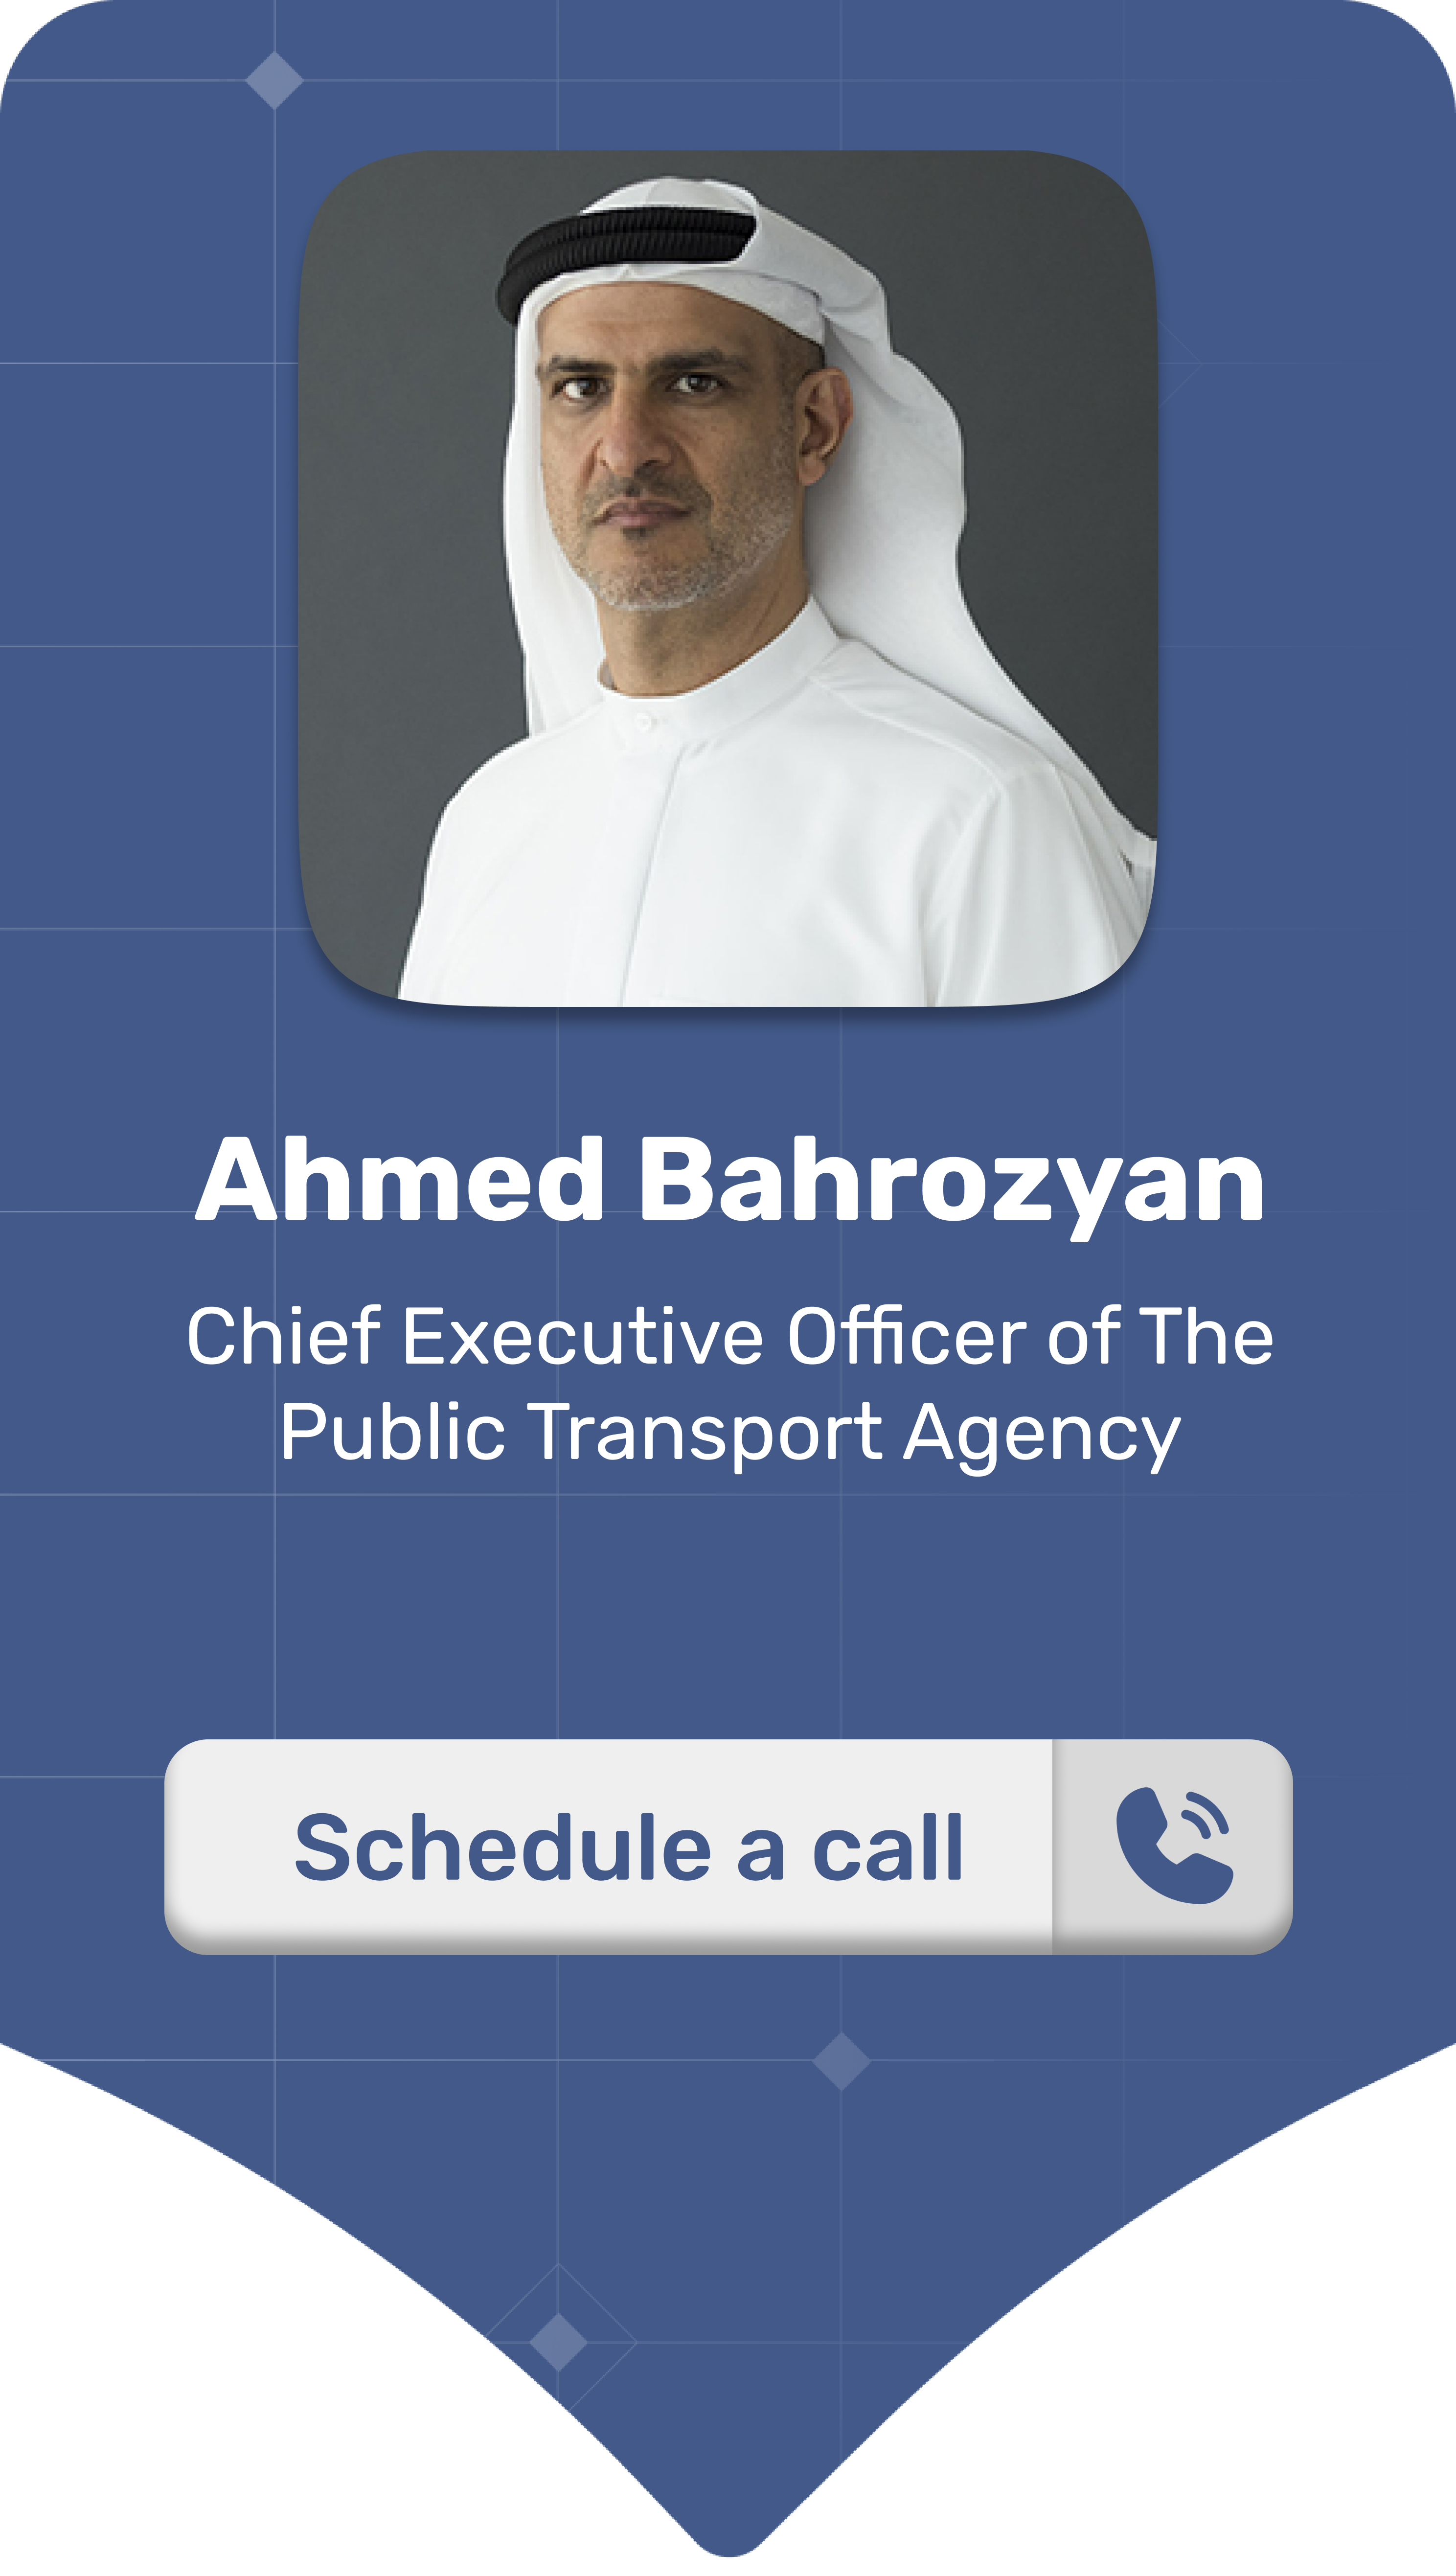 Ahmed Bahrozyan
Chief Executive Officer of The
Public Transport Agency
Schedule a call